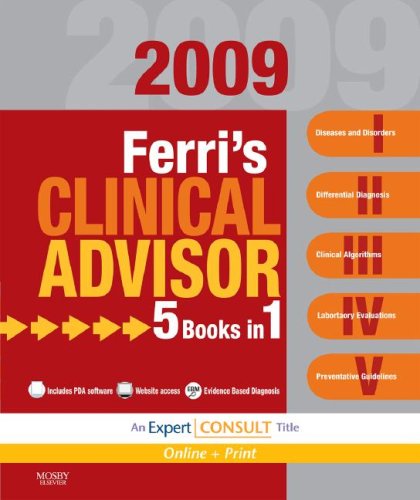 2009
2009
Ferri's
CLINICAL
ADVISOR
5 Books in 1
I
Diseases and Disorders
II
Differential Diagnosis
III
Clinical Algorithms
IV
Labortaory Evaluations
V
Preventative Guidelines
Includes PDA software
Website access
EBM
Evidence Based Diagnosis
An Expert CONSULT Title
Online + Print
MOSBY
ELSEVIER